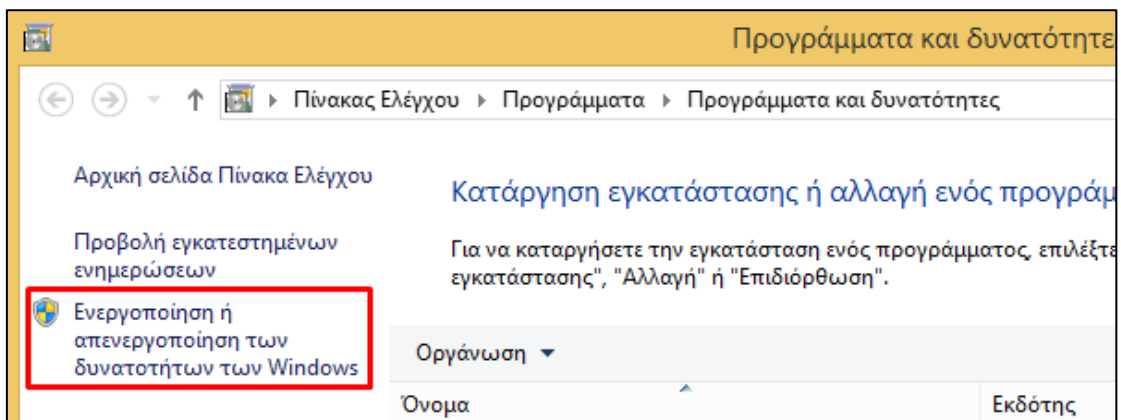 Προγράμματα και δυνατότητε
Πίνακας Ελέγχου Προγράμματα Προγράμματα και δυνατότητες
Αρχική σελίδα Πίνακα Ελέγχου
Προβολή εγκατεστημένων
ενημερώσεων
Ενεργοποίηση ή
απενεργοποίηση των
δυνατοτήτων των Windows
Κατάργηση εγκατάστασης ή αλλαγή ενός προγράμ
Για να καταργήσετε την εγκατάσταση ενός προγράμματος, επιλέξτε
εγκατάστασης", "Αλλαγή" ή "Επιδιόρθωση".
Οργάνωση
Όνομα Εκδότης